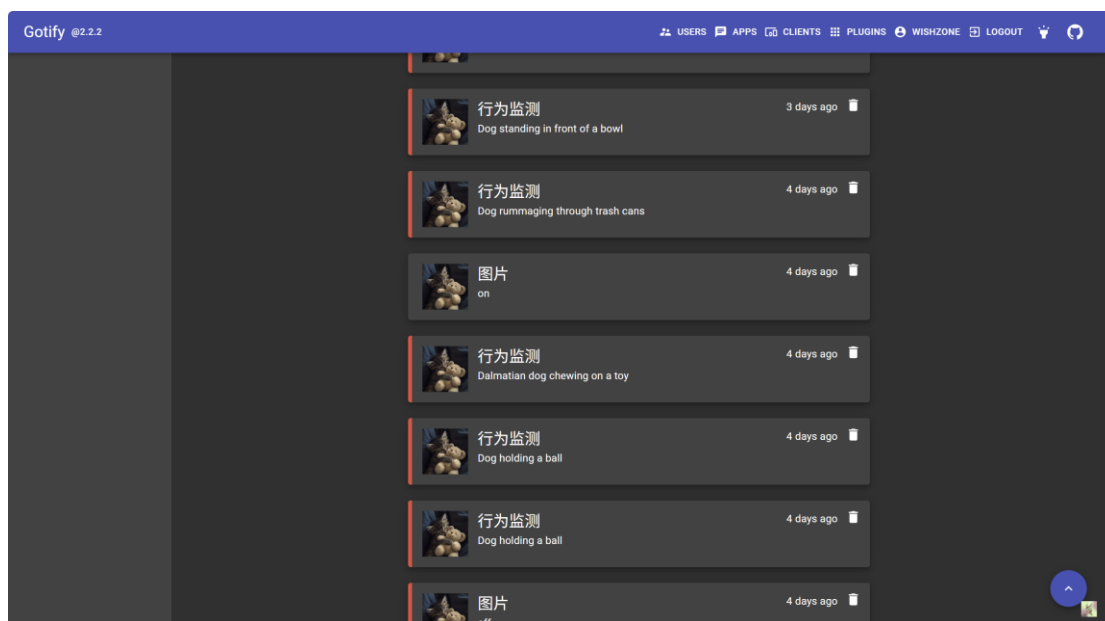 Gotify @2.2.2
USERS APPS CLIENTS PLUGINS WISHZONE LOGOUT
行为监测
3 days ago
Dog standing in front of a bowl
行为监测
4 days ago
Dog rummaging through trash cans
图片
4 days ago
on
行为监测
4 days ago
Dalmatian dog chewing on a toy
行为监测
4 days ago
Dog holding a ball
行为监测
4 days ago
Dog holding a ball
图片
4 days ago